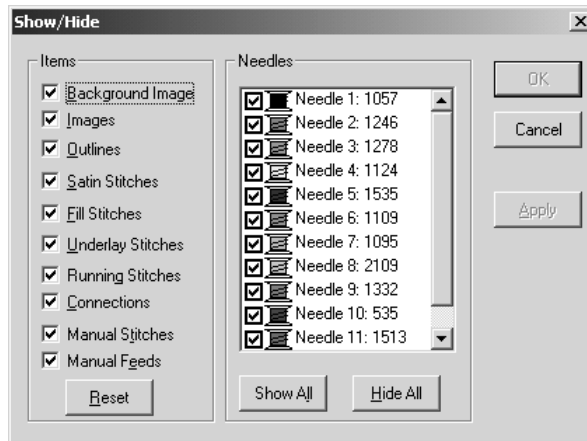 Show/Hide
Items
Background Image
Images
Outlines
Satin Stitches
Fill Stitches
Underlay Stitches
Running Stitches
Connections
Manual Stitches
Manual Feeds
Reset
Needles
Needle 1: 1057
Needle 2: 1246
Needle 3: 1278
Needle 4: 1124
Needle 5: 1535
Needle 6: 1109
Needle 7: 1095
Needle 8: 2109
Needle 9: 1332
Needle 10: 535
Needle 11: 1513
Show All
Hide All
OK
Cancel
Apply